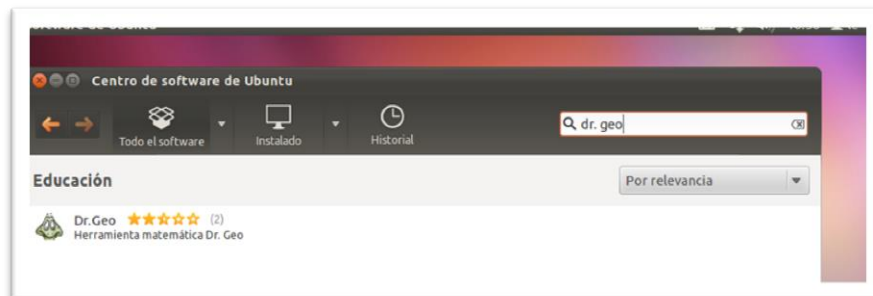 Centro de software de Ubuntu
Todo el software
Instalado
Historial
dr. geo
Educación
Por relevancia
Dr.Geo (2)
Herramienta matemática Dr. Geo